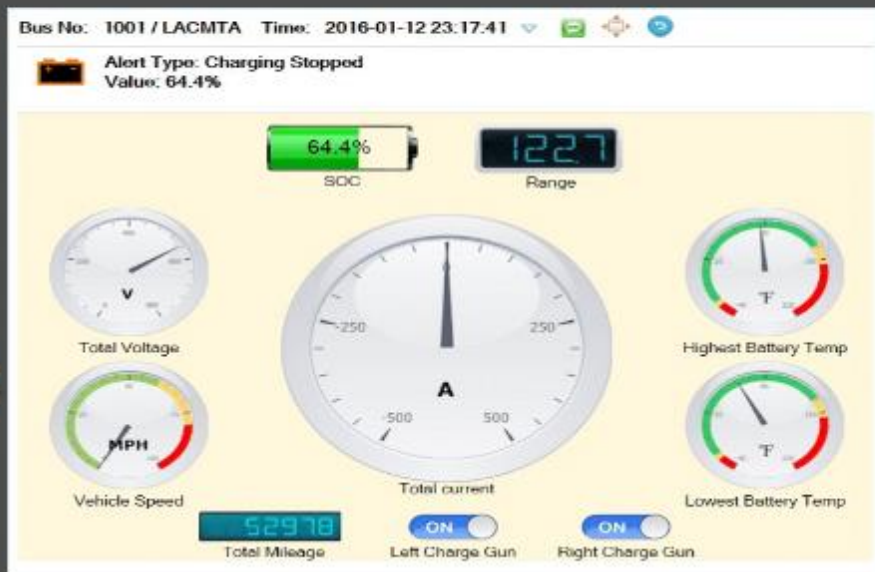 Bus No: 1001 / LACMTA Time: 2016-01-12 23:17:41
Alert Type: Charging Stopped
Value: 64.4%
64.4%
122.7
SOC
Range
V
Total Voltage
-250
250
A
-500
500
Total current
°F
Highest Battery Temp
MPH
Vehicle Speed
°F
Lowest Battery Temp
52978
Total Mileage
ON
Left Charge Gun
ON
Right Charge Gun